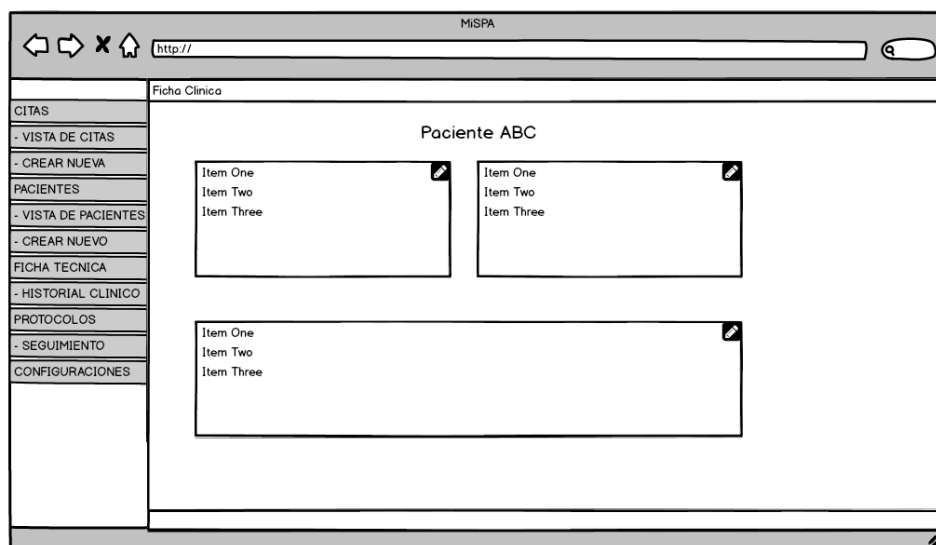 MiSPA
http://
Ficha Clinica
CITAS
- VISTA DE CITAS
- CREAR NUEVA
PACIENTES
- VISTA DE PACIENTES
- CREAR NUEVO
FICHA TECNICA
- HISTORIAL CLINICO
PROTOCOLOS
- SEGUIMIENTO
CONFIGURACIONES
Paciente ABC
Item One
Item Two
Item Three
Item One
Item Two
Item Three
Item One
Item Two
Item Three